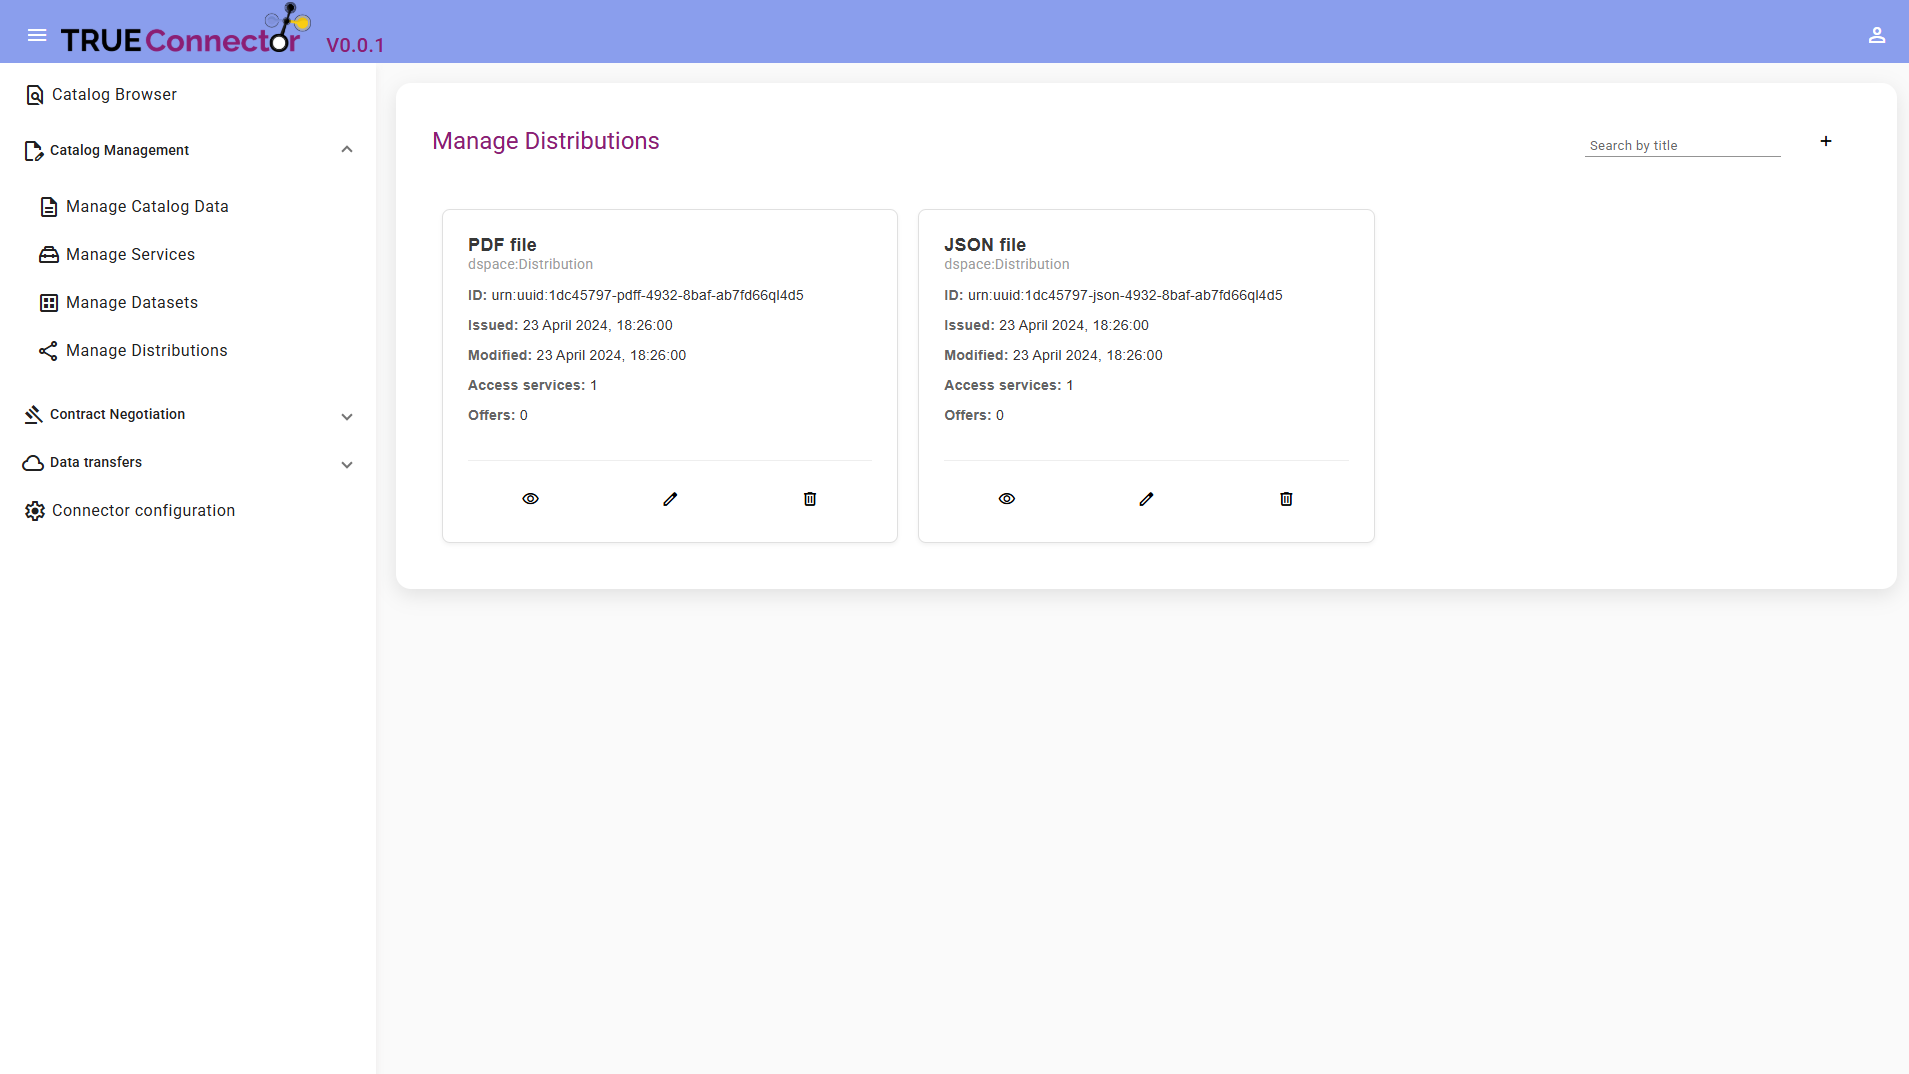 TRUE Connector V0.0.1
Catalog Browser
Catalog Management
Manage Catalog Data
Manage Services
Manage Datasets
Manage Distributions
Contract Negotiation
Data transfers
Connector configuration
Manage Distributions
Search by title
PDF file
dspace:Distribution
ID: urn:uuid:1dc45797-pdff-4932-8baf-ab7fd66ql4d5
Issued: 23 April 2024, 18:26:00
Modified: 23 April 2024, 18:26:00
Access services: 1
Offers: 0
JSON file
dspace:Distribution
ID: urn:uuid:1dc45797-json-4932-8baf-ab7fd66ql4d5
Issued: 23 April 2024, 18:26:00
Modified: 23 April 2024, 18:26:00
Access services: 1
Offers: 0